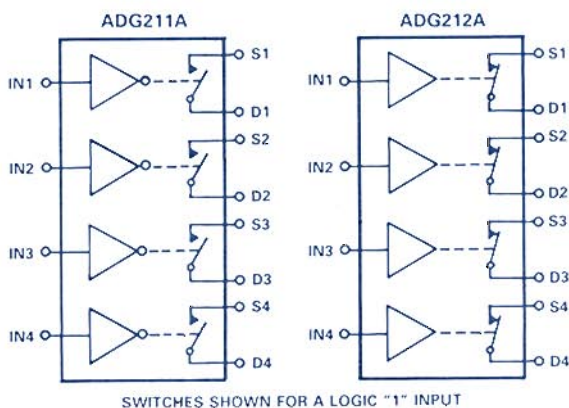 ADG211A
IN1
S1
D1
IN2
S2
D2
IN3
S3
D3
IN4
S4
D4
ADG212A
IN1
S1
D1
IN2
S2
D2
IN3
S3
D3
IN4
S4
D4
SWITCHES SHOWN FOR A LOGIC "1" INPUT